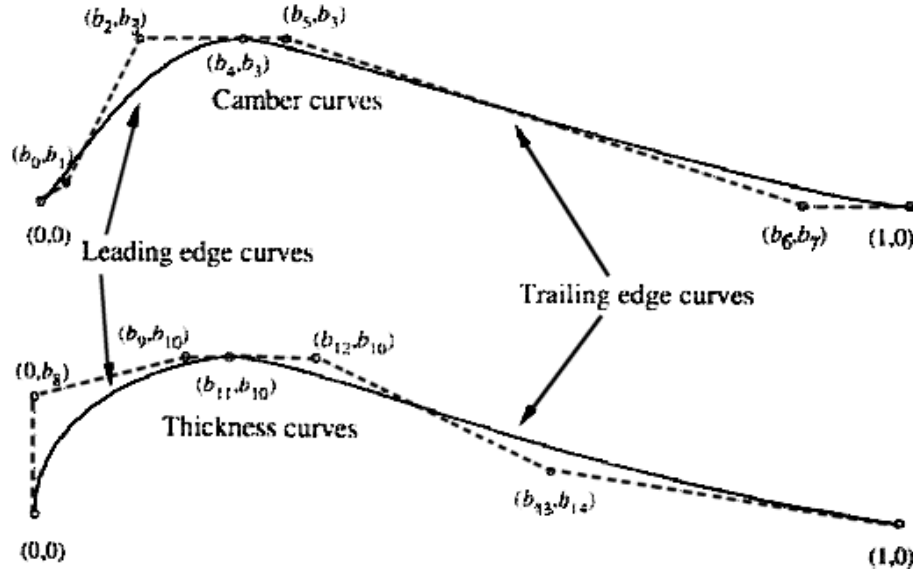 (b₂,b₃)
(b₅,b₃)
(b₄,b₃)
Camber curves
(b₀,b₁)
(0,0)
Leading edge curves
(b₆,b₇)
(1,0)
Trailing edge curves
(b₉,b₁₀)
(b₁₂,b₁₀)
(0,b₈)
(b₁₁,b₁₀)
Thickness curves
(b₁₃,b₁₄)
(0,0)
(1,0)